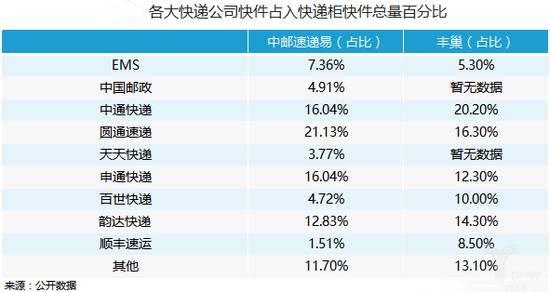 各大快递公司快件占入快递柜快件总量百分比
中邮速递易（占比） 丰巢（占比）
EMS 7.36% 5.30%
中国邮政 4.91% 暂无数据
中通快递 16.04% 20.20%
圆通速递 21.13% 16.30%
天天快递 3.77% 暂无数据
申通快递 16.04% 12.30%
百世快递 4.72% 10.00%
韵达快递 12.83% 14.30%
顺丰速运 1.51% 8.50%
其他 11.70% 13.10%
来源：公开数据